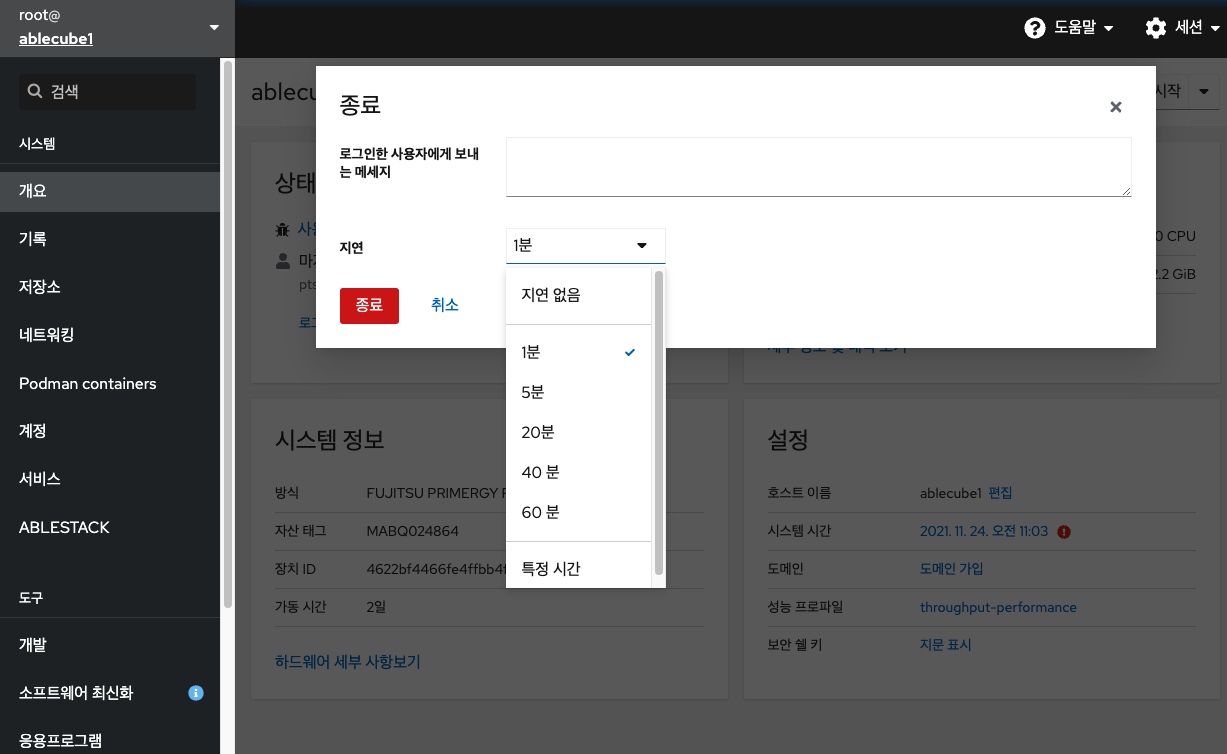 root@
ablecube1
도움말
세션
검색
시스템
개요
기록
저장소
네트워킹
Podman containers
계정
서비스
ABLESTACK
도구
개발
소프트웨어 최신화
응용프로그램
시작
종료
로그인한 사용자에게 보내
는 메세지
지연
1분
종료
취소
지연 없음
1분
5분
20분
40 분
60 분
특정 시간
상태
CPU
GiB
시스템 정보
방식
FUJITSU PRIMERGY
자산 태그
MABQ024864
장치 ID
4622bf4466fe4ffbb4
가동 시간
2일
하드웨어 세부 사항보기
설정
호스트 이름
ablecube1 편집
시스템 시간
2021. 11. 24. 오전 11:03
도메인
도메인 가입
성능 프로파일
throughput-performance
보안 쉘 키
지문 표시